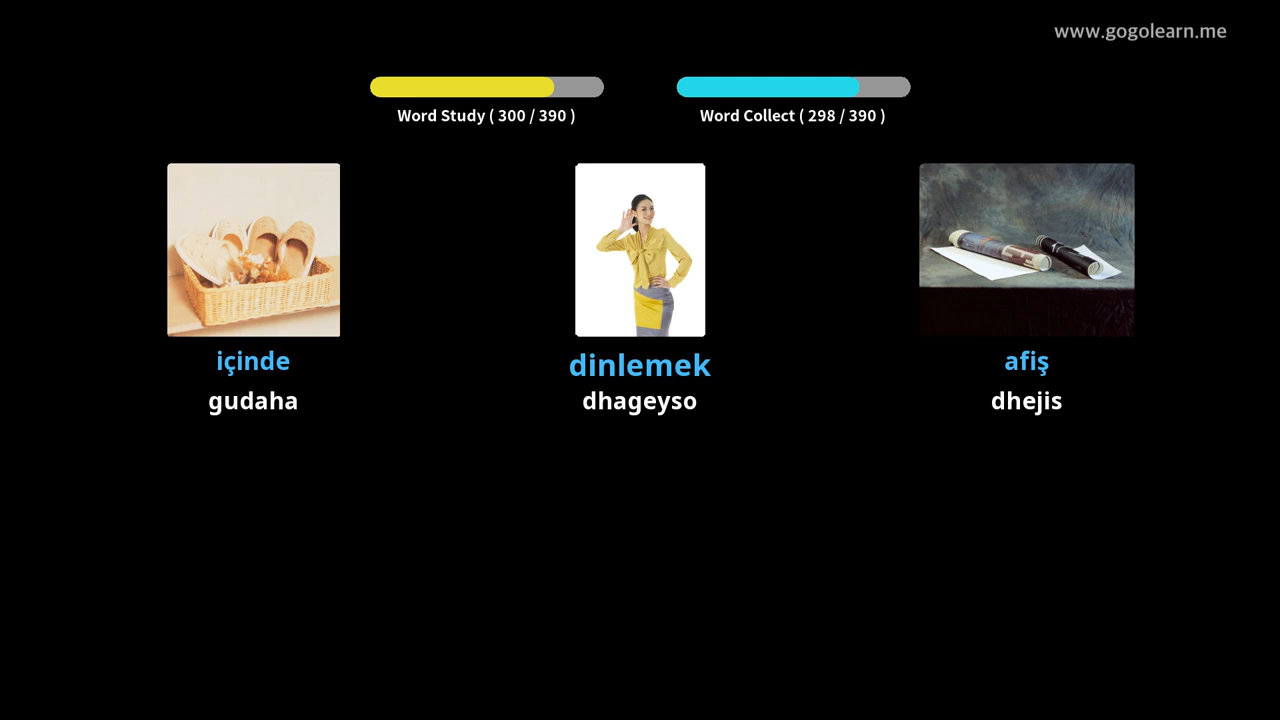 www.gogolearn.me
Word Study ( 300 / 390 )
Word Collect ( 298 / 390 )
içinde
dinlemek
afiş
gudaha
dhageyso
dhejis